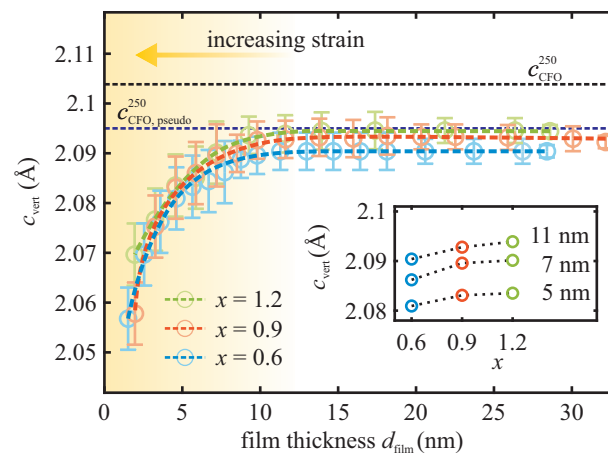 increasing strain
2.11
2.1
2.09
2.08
2.07
2.06
2.05
c_vert (Å)
c^250_CFO
c^250_CFO, pseudo
x = 1.2
x = 0.9
x = 0.6
2.1
2.09
2.08
c_vert (Å)
11 nm
7 nm
5 nm
0.6 0.9 1.2
x
0 5 10 15 20 25 30
film thickness d_film (nm)